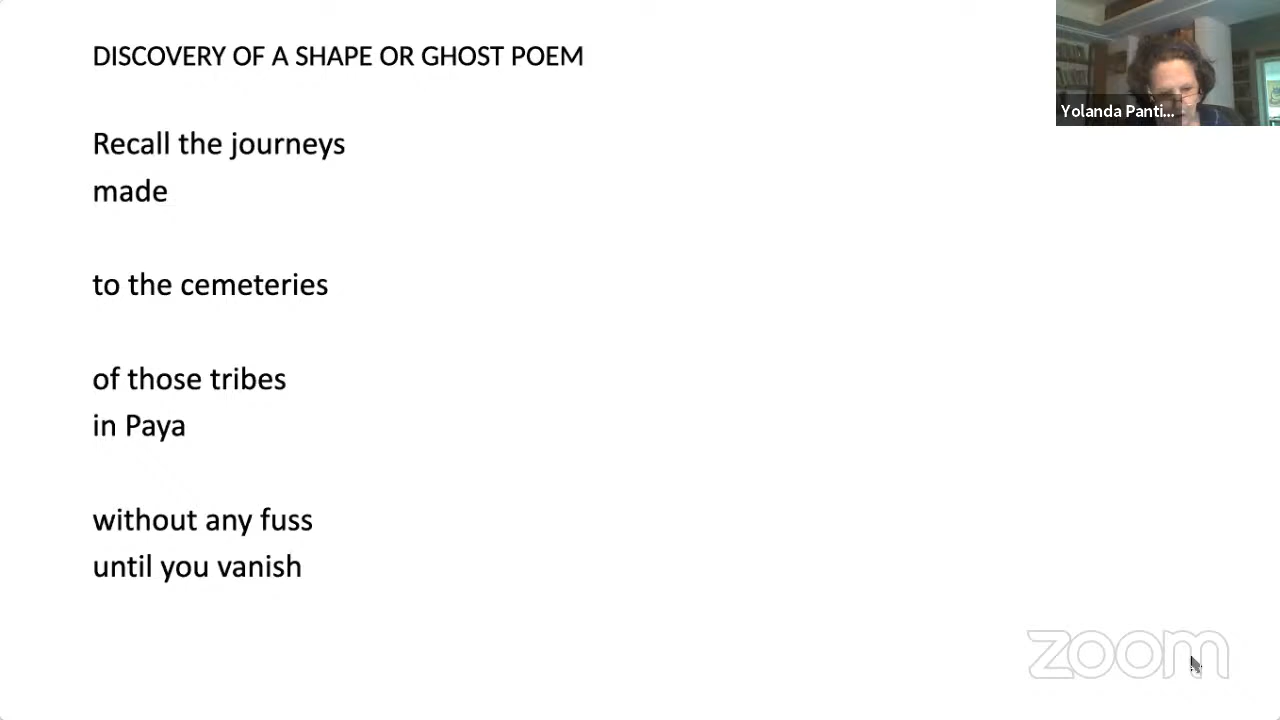 DISCOVERY OF A SHAPE OR GHOST POEM
Yolanda Panti...
Recall the journeys
made
to the cemeteries
of those tribes
in Paya
without any fuss
until you vanish
zoom